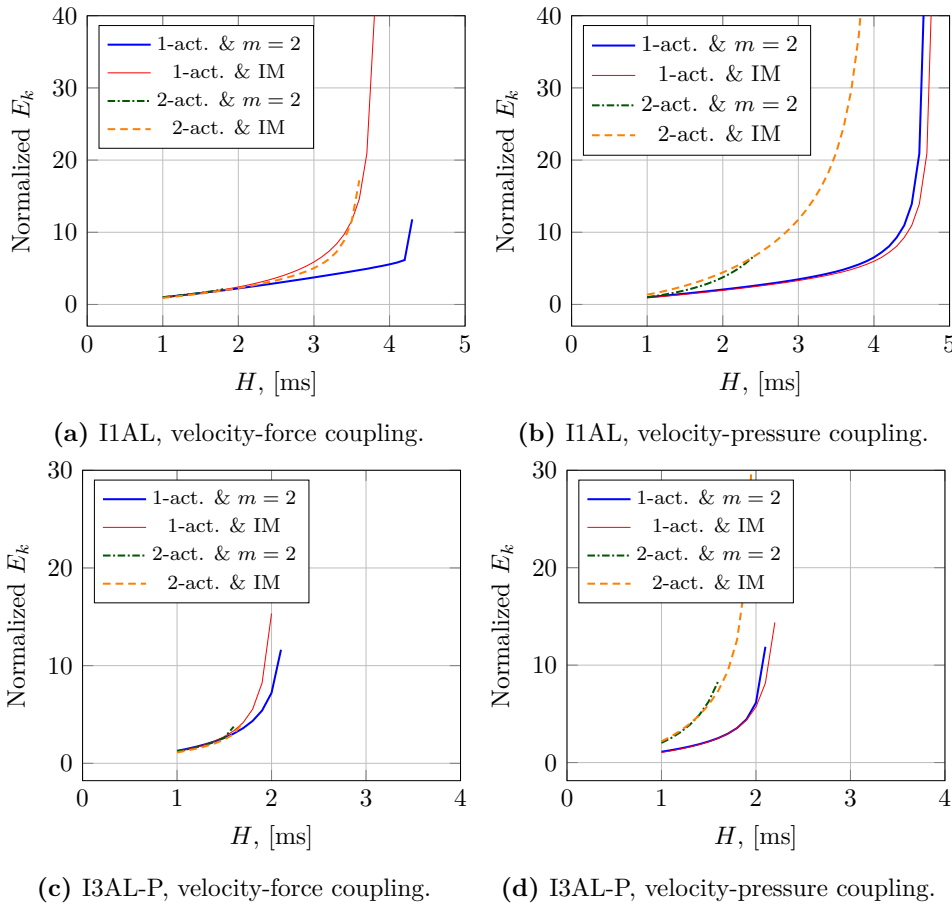 40
30
20
10
0
0
1
2
3
4
5
Normalized E_k
H, [ms]
1-act. & m = 2
1-act. & IM
2-act. & m = 2
2-act. & IM
(a) I1AL, velocity-force coupling.
40
30
20
10
0
0
1
2
3
4
5
Normalized E_k
H, [ms]
1-act. & m = 2
1-act. & IM
2-act. & m = 2
2-act. & IM
(b) I1AL, velocity-pressure coupling.
30
20
10
0
0
1
2
3
4
Normalized E_k
H, [ms]
1-act. & m = 2
1-act. & IM
2-act. & m = 2
2-act. & IM
(c) I3AL-P, velocity-force coupling.
30
20
10
0
0
1
2
3
4
Normalized E_k
H, [ms]
1-act. & m = 2
1-act. & IM
2-act. & m = 2
2-act. & IM
(d) I3AL-P, velocity-pressure coupling.